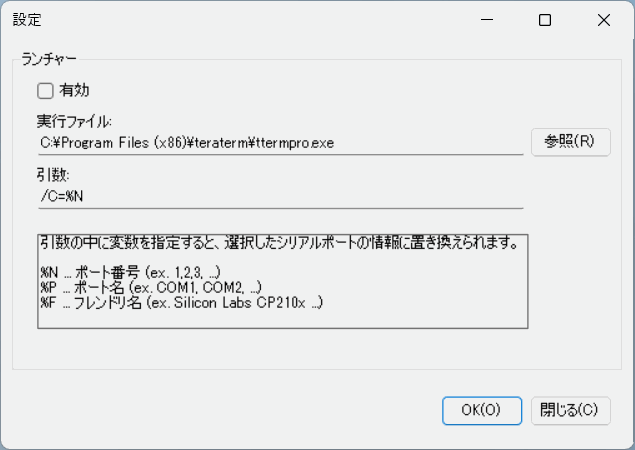 設定
ランチャー
有効
実行ファイル:
C:¥Program Files (x86)¥teraterm¥ttermpro.exe
参照(R)
引数:
/C=%N
引数の中に変数を指定すると、選択したシリアルポートの情報に置き換えられます。
%N ... ポート番号 (ex. 1,2,3, ...)
%P ... ポート名 (ex. COM1, COM2, ...)
%F ... フレンドリ名 (ex. Silicon Labs CP210x ...)
OK(O)
閉じる(C)